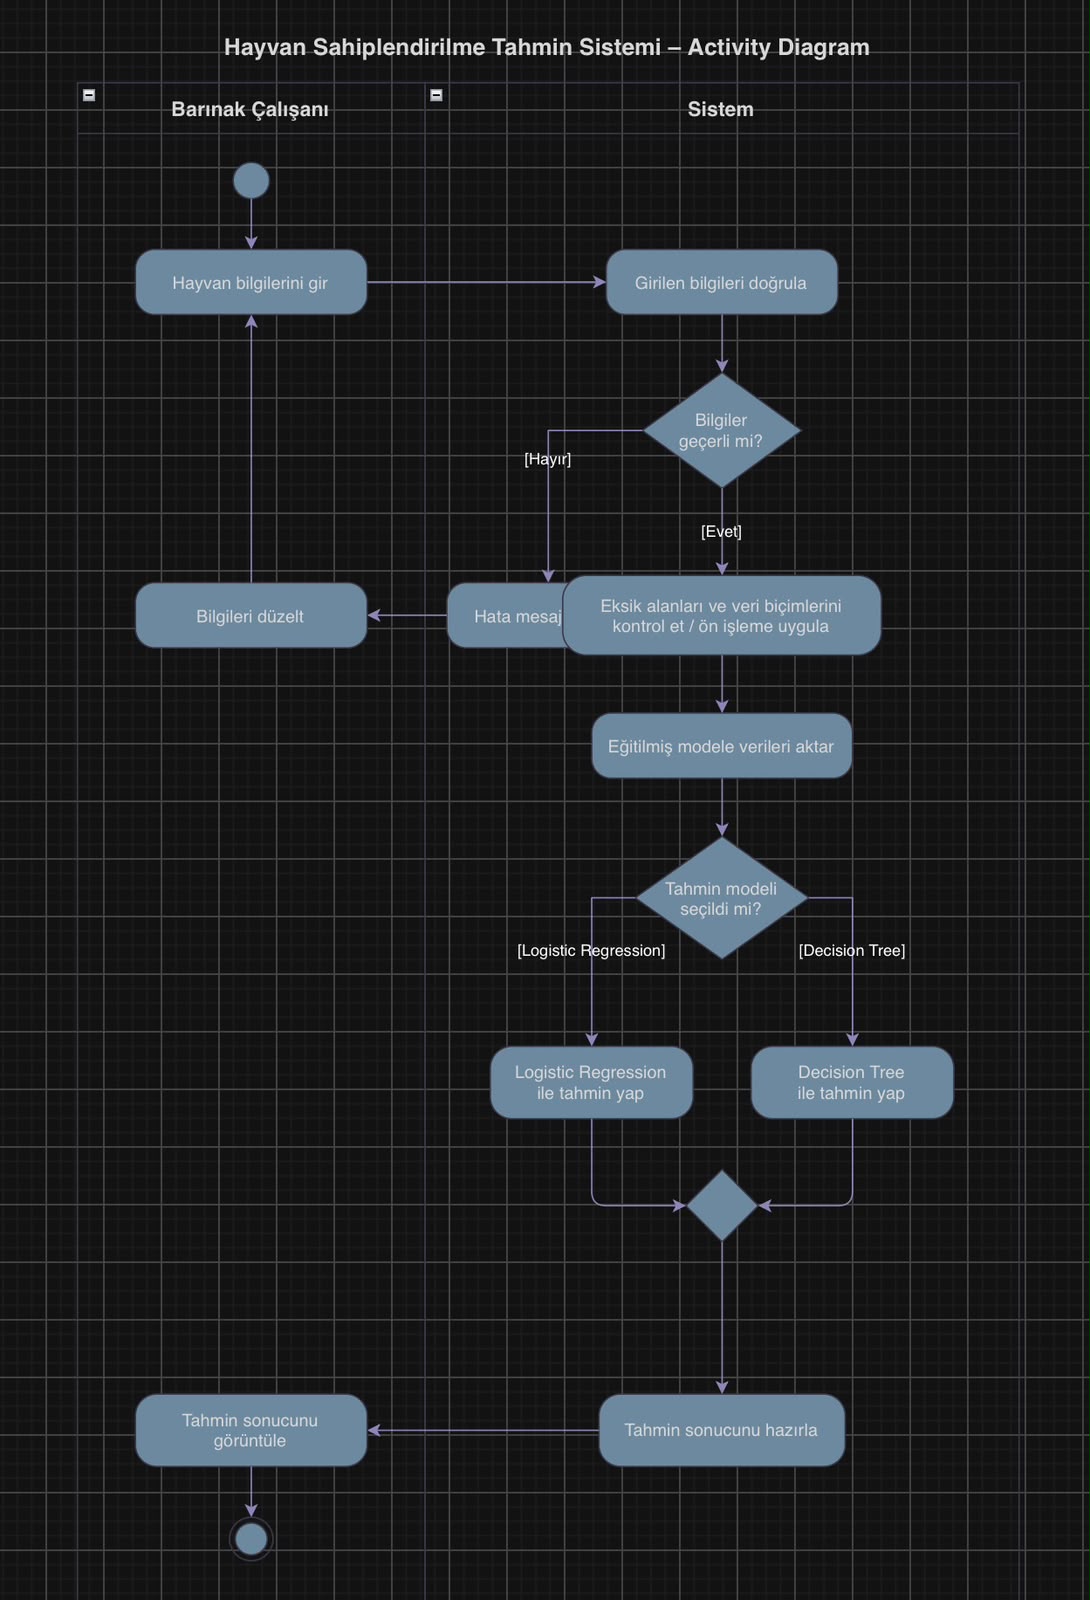 Hayvan Sahiplendirilme Tahmin Sistemi – Activity Diagram
Barınak Çalışanı
Sistem
Hayvan bilgilerini gir
Girilen bilgileri doğrula
Bilgiler
geçerli mi?
[Hayır]
[Evet]
Bilgileri düzelt
Hata mesaj
Eksik alanları ve veri biçimlerini
kontrol et / ön işleme uygula
Eğitilmiş modele verileri aktar
Tahmin modeli
seçildi mi?
[Logistic Regression]
[Decision Tree]
Logistic Regression
ile tahmin yap
Decision Tree
ile tahmin yap
Tahmin sonucunu
görüntüle
Tahmin sonucunu hazırla